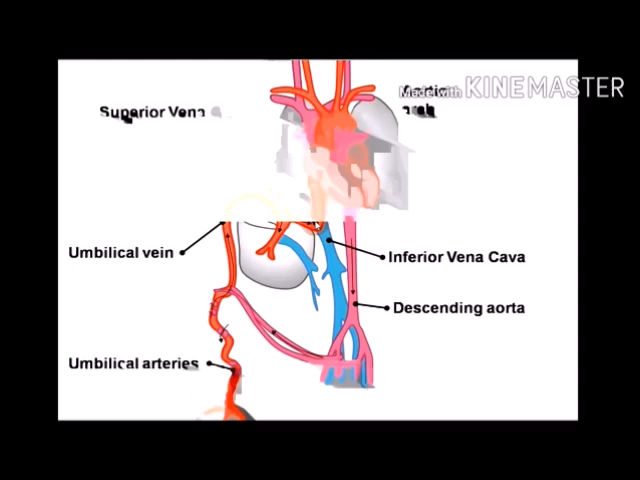 Made with KINEMASTER
Superior Vena
Umbilical vein
Inferior Vena Cava
Descending aorta
Umbilical arteries